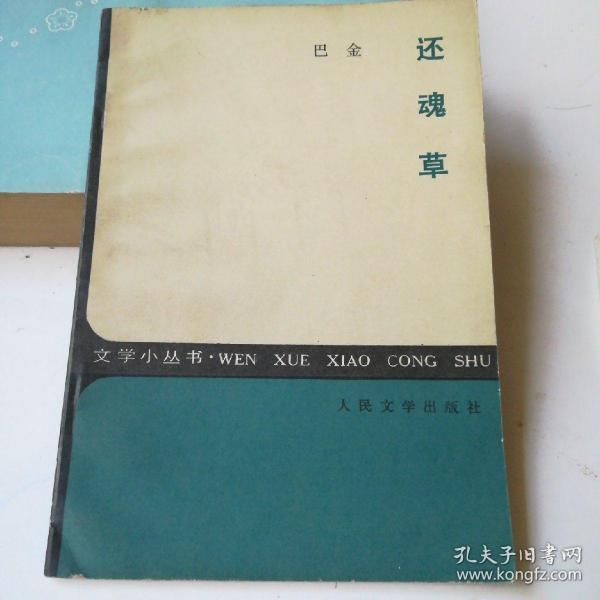 还魂草
巴金
文学小丛书·WEN XUE XIAO CONG SHU
人民文学出版社
孔夫子旧书网
www.kongfz.com